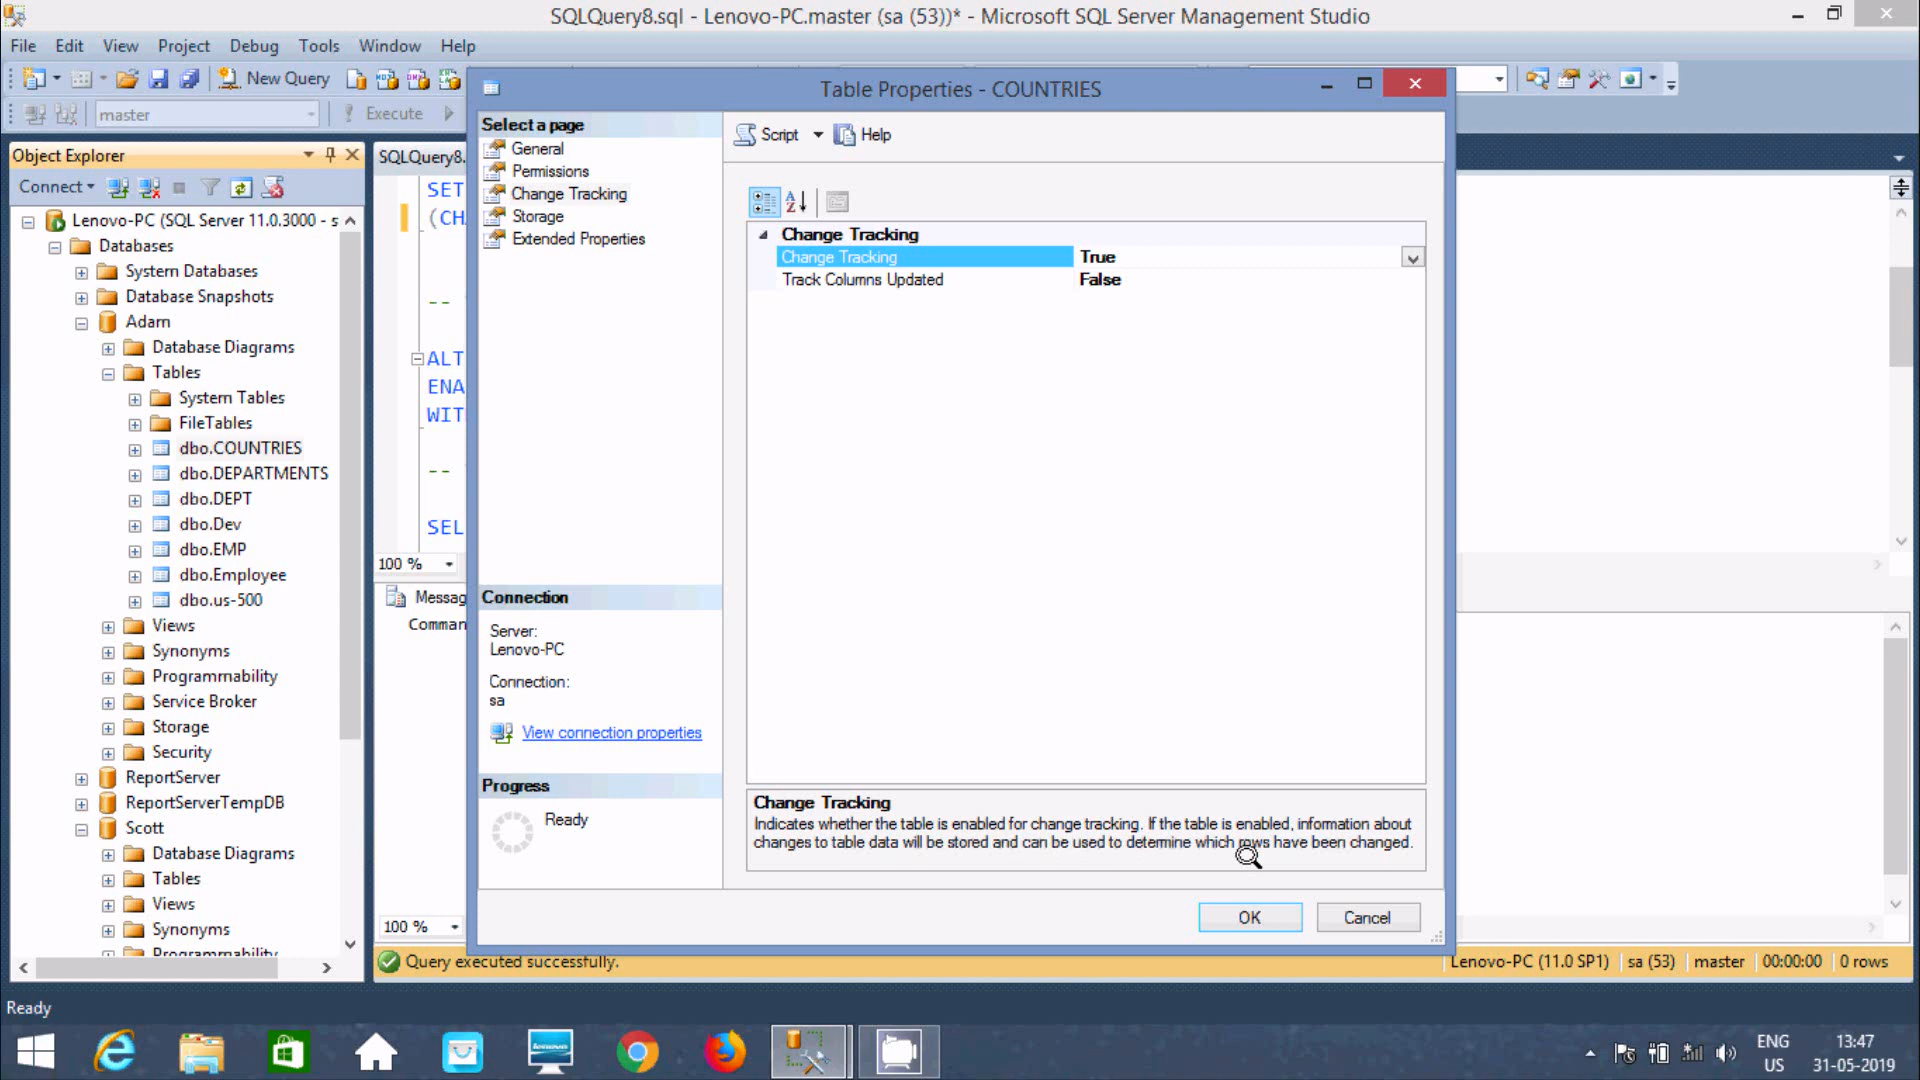 SQLQuery8.sql - Lenovo-PC.master (sa (53))* - Microsoft SQL Server Management Studio
File Edit View Project Debug Tools Window Help
New Query
master
Execute
Object Explorer
Connect
Lenovo-PC (SQL Server 11.0.3000 - s
Databases
System Databases
Database Snapshots
Adam
Database Diagrams
Tables
System Tables
FileTables
dbo.COUNTRIES
dbo.DEPARTMENTS
dbo.DEPT
dbo.Dev
dbo.EMP
dbo.Employee
dbo.us-500
Views
Synonyms
Programmability
Service Broker
Storage
Security
ReportServer
ReportServerTempDB
Scott
Database Diagrams
Tables
Views
Synonyms
Programmability
SQLQuery8.
SET
(CHA
--
ALT
ENA
WIT
--
SEL
100 %
Messag
Comman
100 %
Table Properties - COUNTRIES
Select a page
General
Permissions
Change Tracking
Storage
Extended Properties
Connection
Server:
Lenovo-PC
Connection:
sa
View connection properties
Progress
Ready
Script Help
Change Tracking
Change Tracking True
Track Columns Updated False
Change Tracking
Indicates whether the table is enabled for change tracking. If the table is enabled, information about
changes to table data will be stored and can be used to determine which rows have been changed.
OK Cancel
Query executed successfully.
Lenovo-PC (11.0 SP1) sa (53) master 00:00:00 0 rows
Ready
ENG
US
13:47
31-05-2019